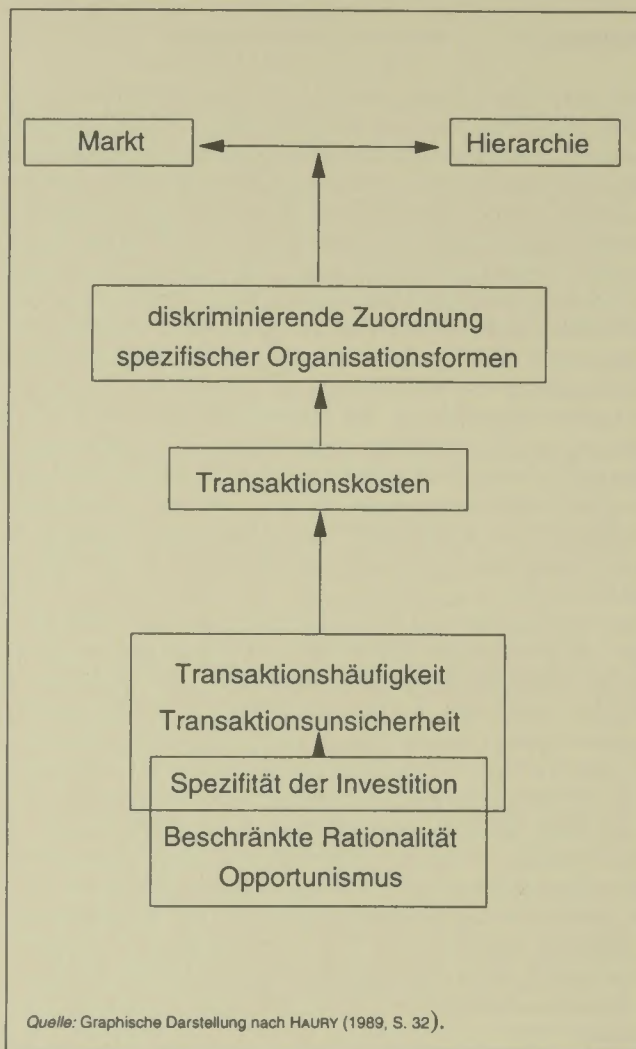 Markt Hierarchie
diskriminierende Zuordnung
spezifischer Organisationsformen
Transaktionskosten
Transaktionshäufigkeit
Transaktionsunsicherheit
Spezifität der Investition
Beschränkte Rationalität
Opportunismus
Quelle: Graphische Darstellung nach HAURY (1989, S. 32).